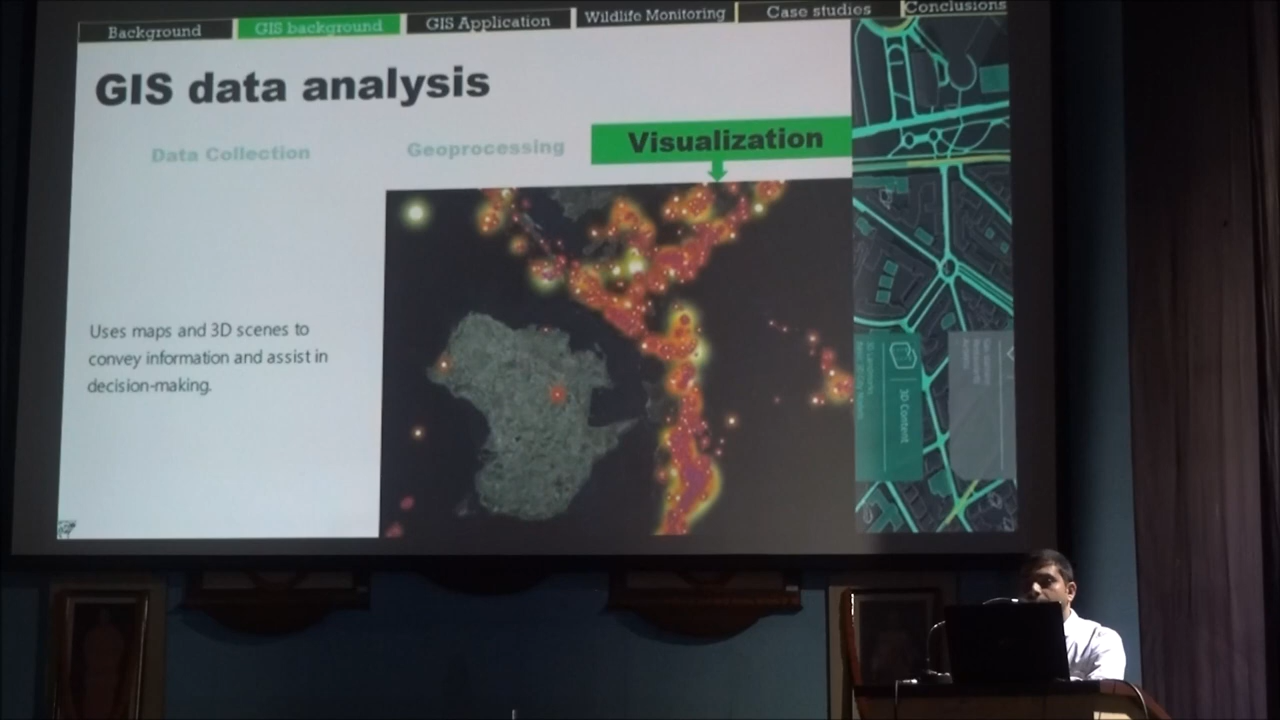 Background
GIS background
GIS Application
Wildlife Monitoring
Case studies
Conclusions
GIS data analysis
Data Collection
Geoprocessing
Visualization
Uses maps and 3D scenes to
convey information and assist in
decision-making.
3D Content